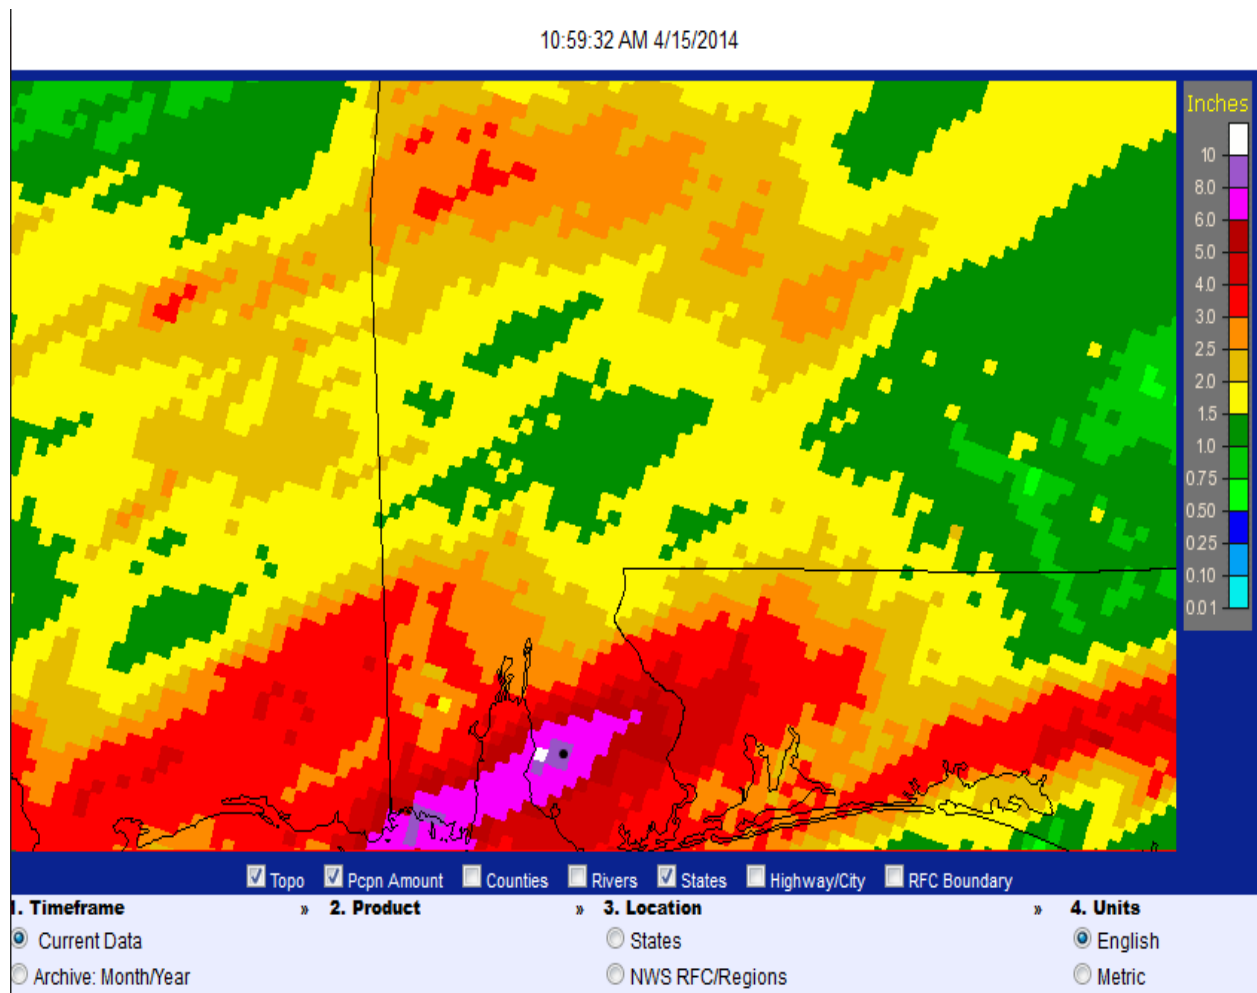 10:59:32 AM 4/15/2014
Inches
10
8.0
6.0
5.0
4.0
3.0
2.5
2.0
1.5
1.0
0.75
0.50
0.25
0.10
0.01
Topo Pcpn Amount Counties Rivers States Highway/City RFC Boundary
1. Timeframe » 2. Product » 3. Location » 4. Units
Current Data States English
Archive: Month/Year NWS RFC/Regions Metric